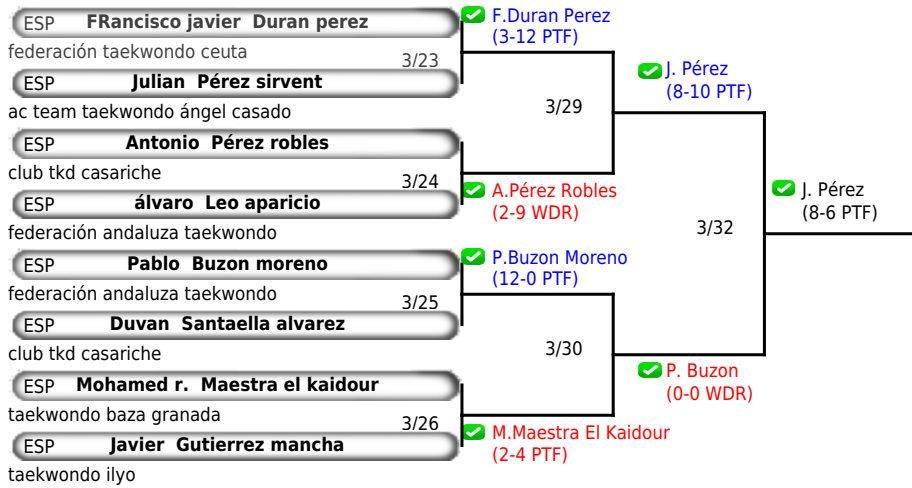 ESP FRancisco javier Duran perez
federación taekwondo ceuta
3/23
ESP Julian Pérez sirvent
ac team taekwondo ángel casado
ESP Antonio Pérez robles
club tkd casariche
3/24
ESP álvaro Leo aparicio
federación andaluza taekwondo
ESP Pablo Buzon moreno
federación andaluza taekwondo
3/25
ESP Duvan Santaella alvarez
club tkd casariche
ESP Mohamed r. Maestra el kaidour
taekwondo baza granada
3/26
ESP Javier Gutierrez mancha
taekwondo ilyo
F.Duran Perez
(3-12 PTF)
3/29
A.Pérez Robles
(2-9 WDR)
P.Buzon Moreno
(12-0 PTF)
3/30
M.Maestra El Kaidour
(2-4 PTF)
J. Pérez
(8-10 PTF)
3/32
P. Buzon
(0-0 WDR)
J. Pérez
(8-6 PTF)